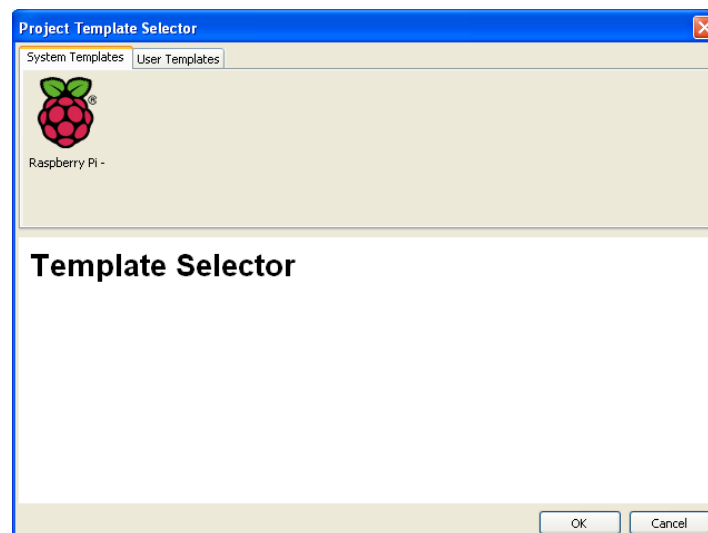 Project Template Selector
System Templates User Templates
®
Raspberry Pi -
Template Selector
OK Cancel